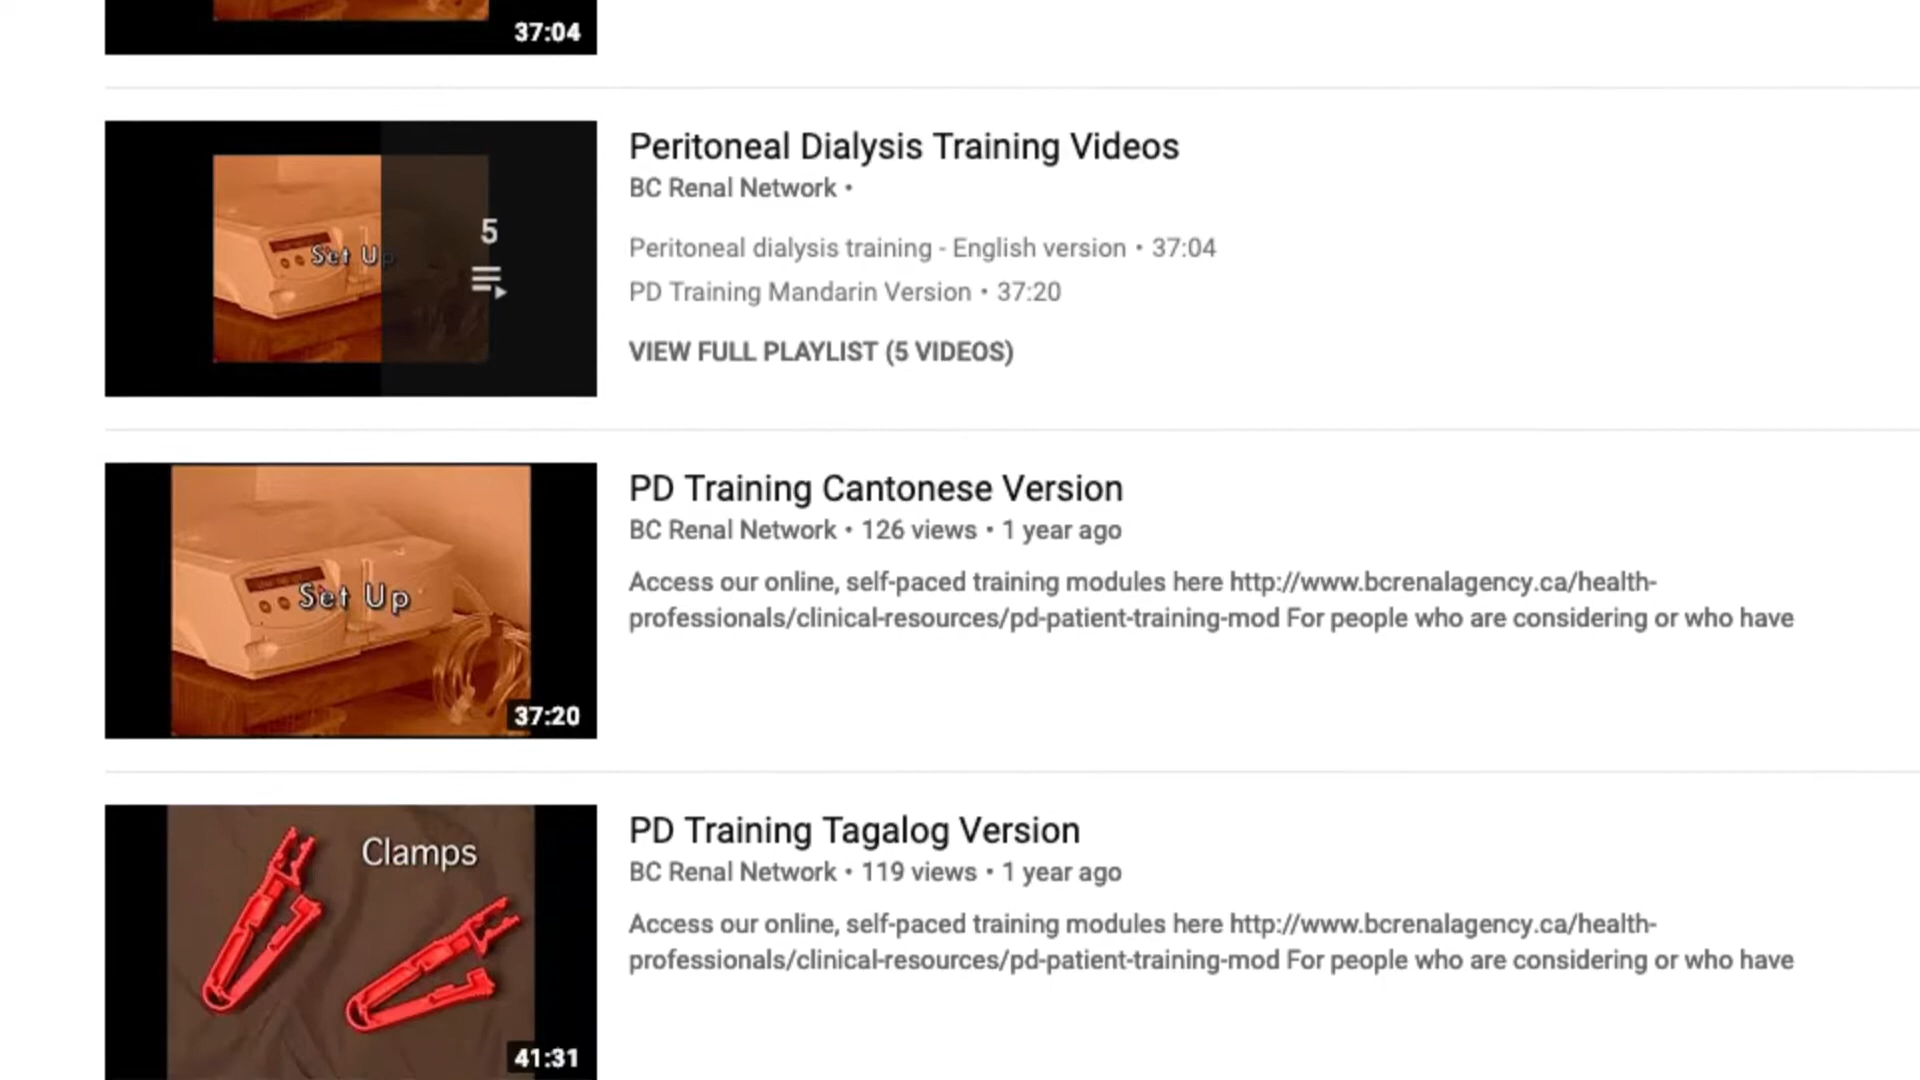 37:04
Set Up
5
Peritoneal Dialysis Training Videos
BC Renal Network •
Peritoneal dialysis training - English version • 37:04
PD Training Mandarin Version • 37:20
VIEW FULL PLAYLIST (5 VIDEOS)
Set Up
37:20
PD Training Cantonese Version
BC Renal Network • 126 views • 1 year ago
Access our online, self-paced training modules here http://www.bcrenalagency.ca/health-
professionals/clinical-resources/pd-patient-training-mod For people who are considering or who have
Clamps
41:31
PD Training Tagalog Version
BC Renal Network • 119 views • 1 year ago
Access our online, self-paced training modules here http://www.bcrenalagency.ca/health-
professionals/clinical-resources/pd-patient-training-mod For people who are considering or who have